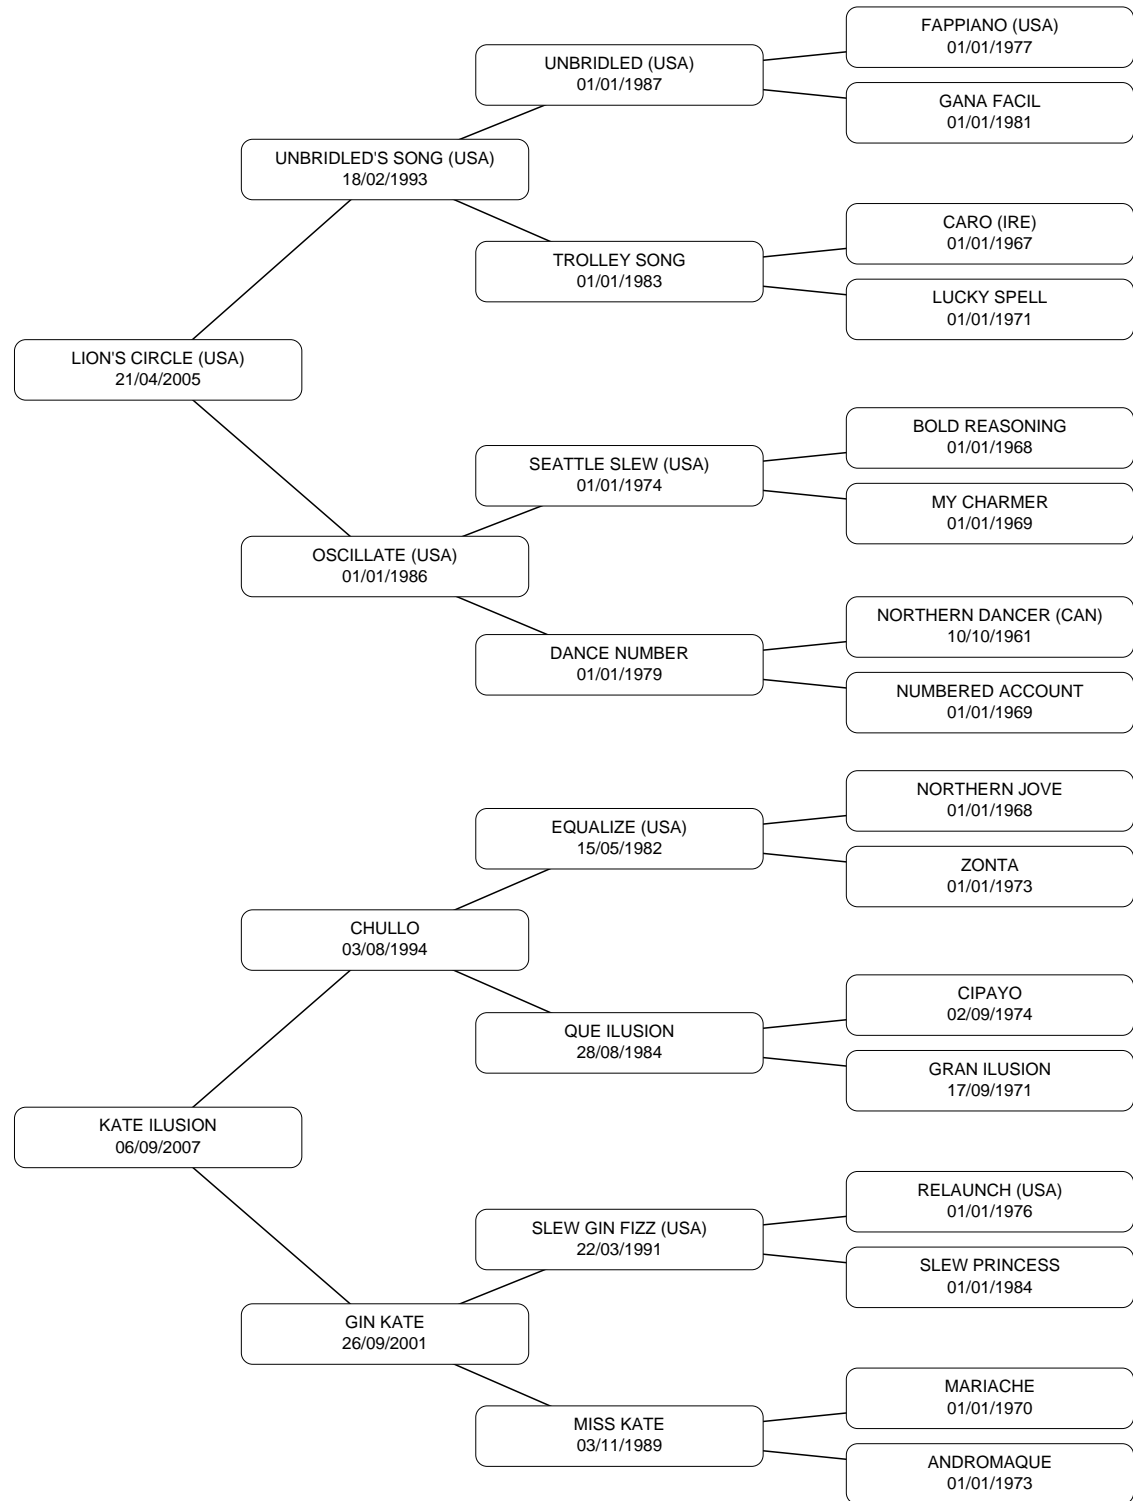 FAPPIANO (USA)
01/01/1977
UNBRIDLED (USA)
01/01/1987
GANA FACIL
01/01/1981
UNBRIDLED'S SONG (USA)
18/02/1993
CARO (IRE)
01/01/1967
TROLLEY SONG
01/01/1983
LUCKY SPELL
01/01/1971
LION'S CIRCLE (USA)
21/04/2005
BOLD REASONING
01/01/1968
SEATTLE SLEW (USA)
01/01/1974
MY CHARMER
01/01/1969
OSCILLATE (USA)
01/01/1986
NORTHERN DANCER (CAN)
10/10/1961
DANCE NUMBER
01/01/1979
NUMBERED ACCOUNT
01/01/1969
NORTHERN JOVE
01/01/1968
EQUALIZE (USA)
15/05/1982
ZONTA
01/01/1973
CHULLO
03/08/1994
CIPAYO
02/09/1974
QUE ILUSION
28/08/1984
GRAN ILUSION
17/09/1971
KATE ILUSION
06/09/2007
RELAUNCH (USA)
01/01/1976
SLEW GIN FIZZ (USA)
22/03/1991
SLEW PRINCESS
01/01/1984
GIN KATE
26/09/2001
MARIACHE
01/01/1970
MISS KATE
03/11/1989
ANDROMAQUE
01/01/1973